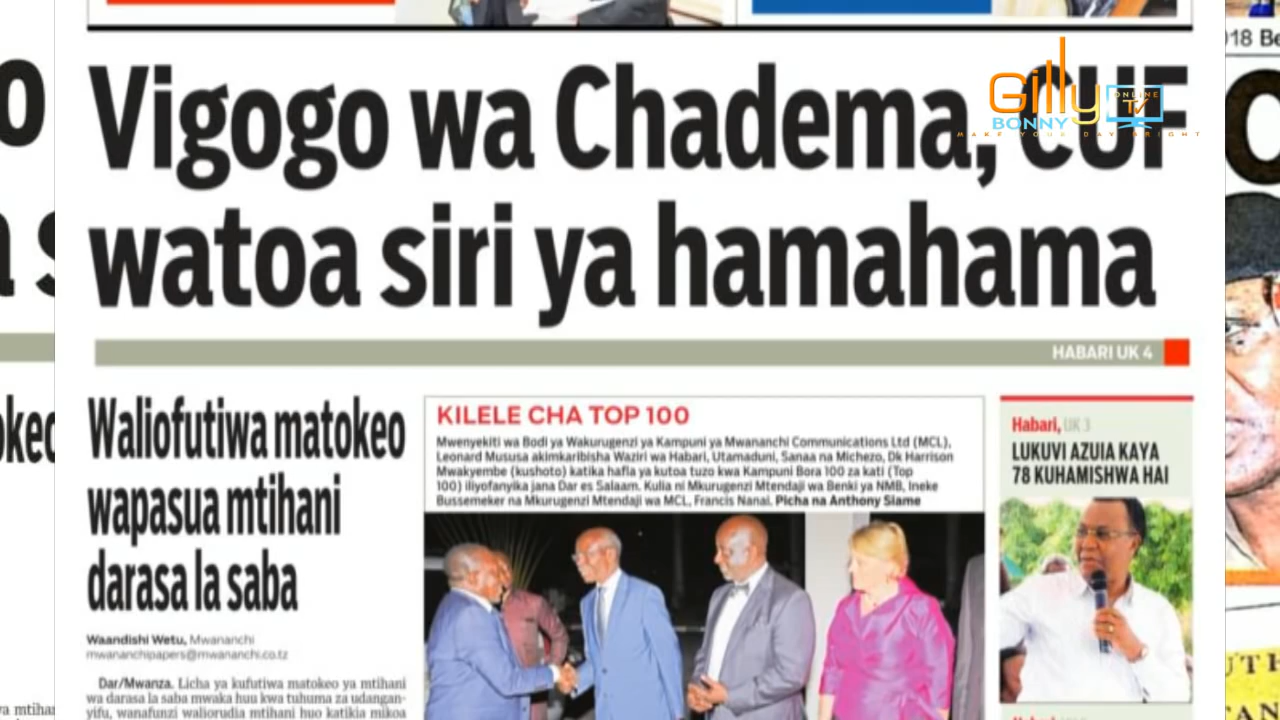 Vigogo wa Chadema, CUF
watoa siri ya hamahama
HABARI UK 4
Waliofutiwa matokeo
wapasua mtihani
darasa la saba
Waandishi Wetu, Mwananchi
mwananchipapers@mwananchi.co.tz
Dar/Mwanza. Licha ya kufutiwa matokeo ya mtihani
wa darasa la saba mwaka huu kwa tuhuma za udangan-
yifu, wanafunzi waliorudia mtihani huo katikia mikoa
KILELE CHA TOP 100
Mwenyekiti wa Bodi ya Wakurugenzi ya Kampuni ya Mwananchi Communications Ltd (MCL),
Leonard Mususa akimkaribisha Waziri wa Habari, Utamaduni, Sanaa na Michezo, Dk Harrison
Mwakyembe (kushoto) katika hafla ya kutoa tuzo kwa Kampuni Bora 100 za kati (Top
100) iliyofanyika jana Dar es Salaam. Kulia ni Mkurugenzi Mtendaji wa Benki ya NMB, Ineke
Bussemeker na Mkurugenzi Mtendaji wa MCL, Francis Nanai. Picha na Anthony Siame
Habari, UK 3
LUKUVI AZUIA KAYA
78 KUHAMISHWA HAI
Gilly
BONNY
ONLINE
TV
MAKE YOUR DAY BRIGHT